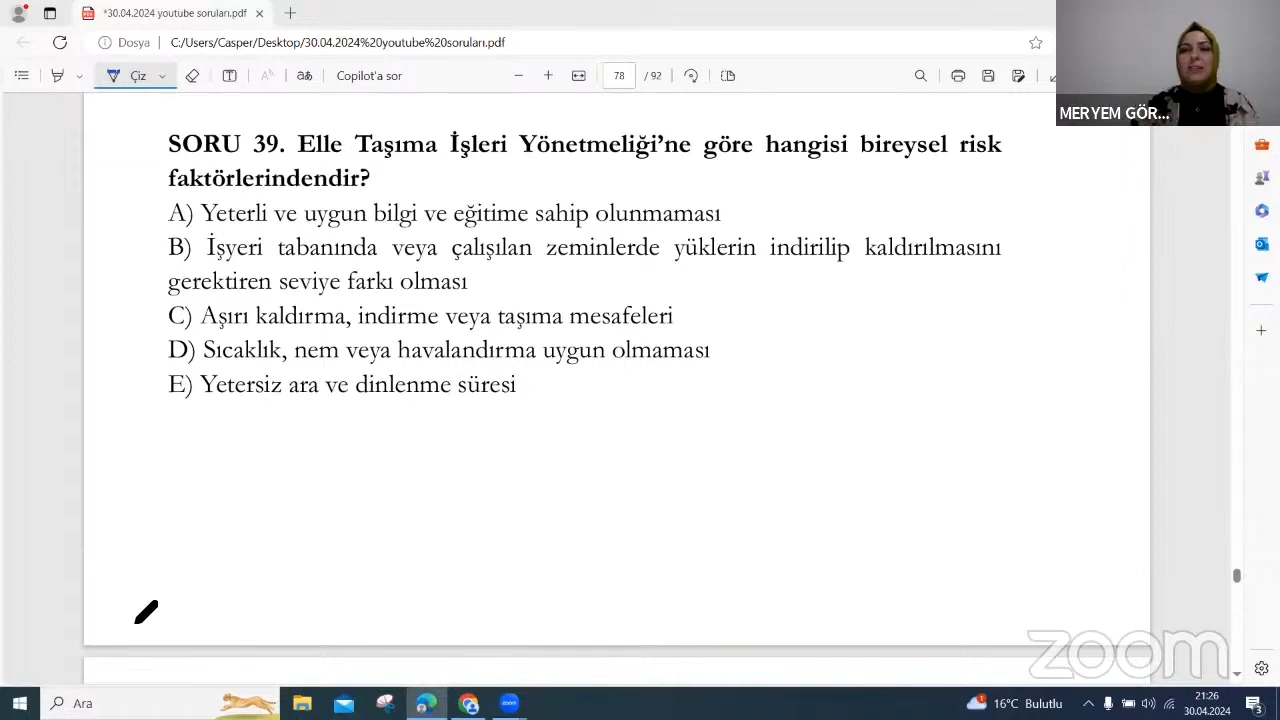 *30.04.2024 youtube soruları.pdf
Dosya
C:/Users/Casper/Desktop/30.04.2024%20youtube%20soruları.pdf
Çiz
Copilot'a sor
78
/ 92
MERYEM GÖR...
SORU 39. Elle Taşıma İşleri Yönetmeliği’ne göre hangisi bireysel risk
faktörlerindendir?
A) Yeterli ve uygun bilgi ve eğitime sahip olunmaması
B) İşyeri tabanında veya çalışılan zeminlerde yüklerin indirilip kaldırılmasını
gerektiren seviye farkı olması
C) Aşırı kaldırma, indirme veya taşıma mesafeleri
D) Sıcaklık, nem veya havalandırma uygun olmaması
E) Yetersiz ara ve dinlenme süresi
zoom
Ara
zoom
1
16°C Bulutlu
21:26
30.04.2024
3